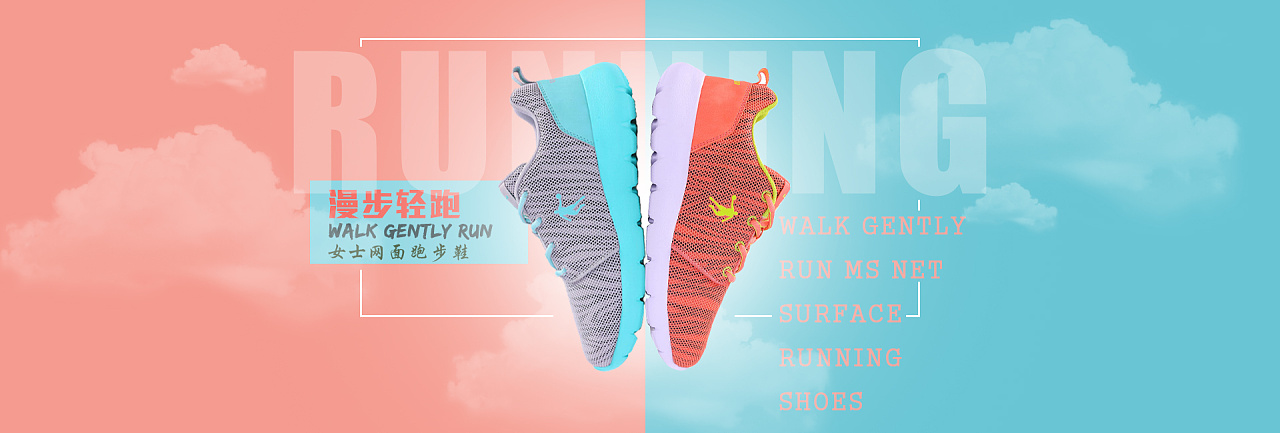 RUNNING
漫步轻跑
WALK GENTLY RUN
女士网面跑步鞋
WALK GENTLY
RUN MS NET
SURFACE
RUNNING
SHOES